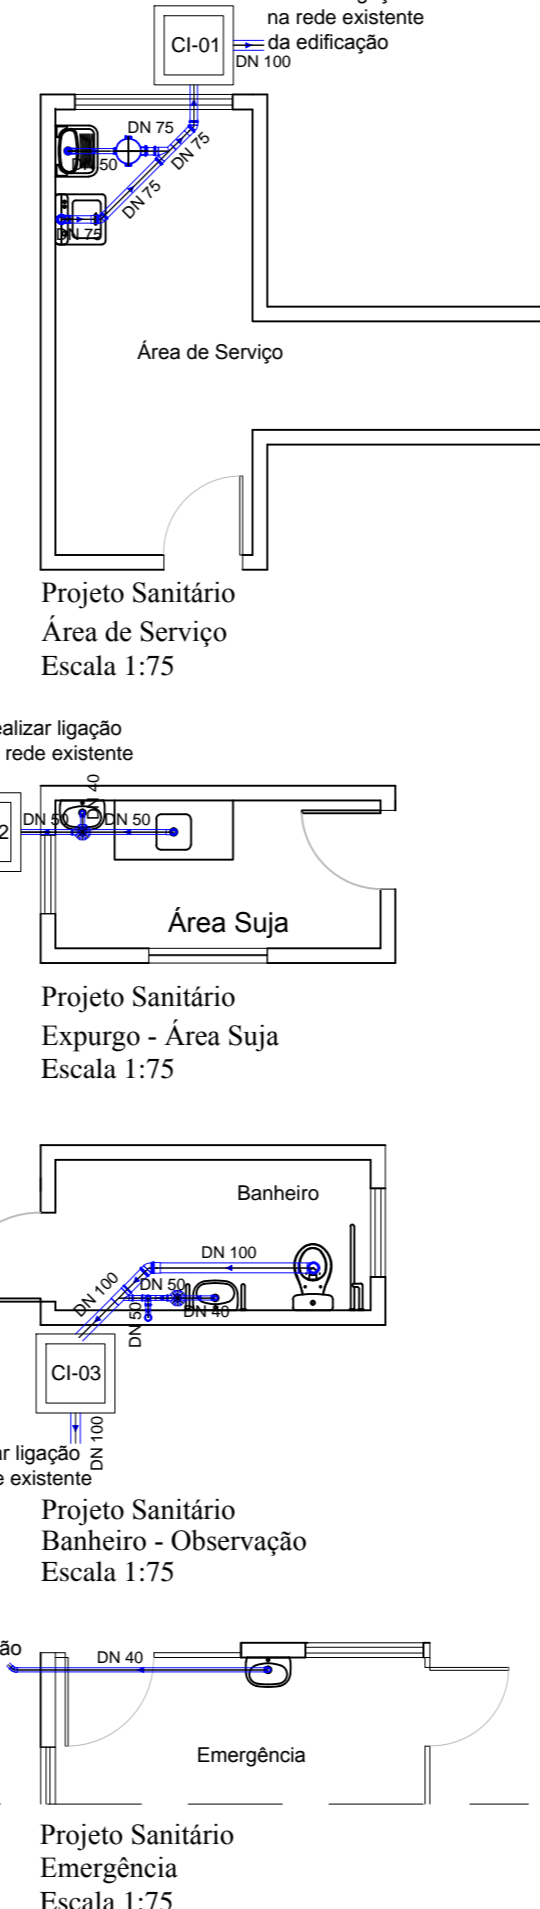 na rede existente
CI-01
da edificação
DN 100
DN 75
DN 75
DN 50
DN 75
DN 75
Área de Serviço
Projeto Sanitário
Área de Serviço
Escala 1:75
ligação
rede existente
DN 40
DN 50
DN 50
2
Área Suja
Projeto Sanitário
Expurgo - Área Suja
Escala 1:75
Banheiro
DN 100
DN 100
DN 50
DN 40
DN 50
CI-03
DN 100
ligação
existente
Projeto Sanitário
Banheiro - Observação
Escala 1:75
DN 40
Emergência
Projeto Sanitário
Emergência
Escala 1:75